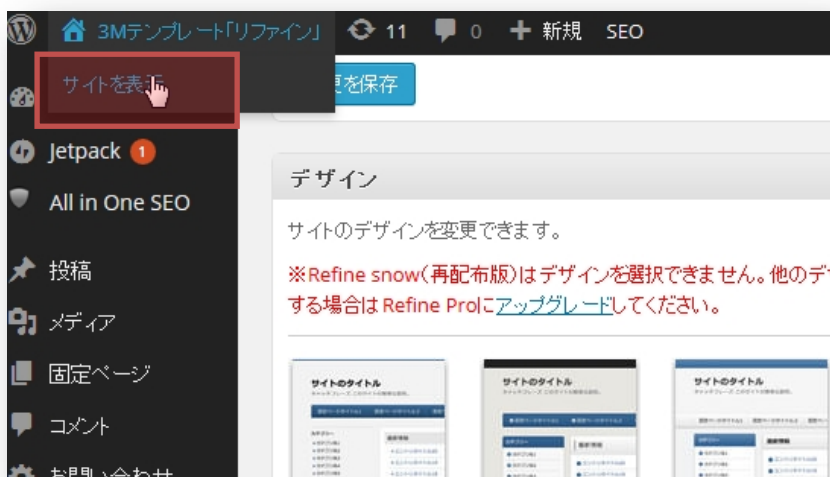 3Mテンプレート「リファイン」 11 0 新規 SEO
サイトを表示
更を保存
Jetpack 1
All in One SEO
投稿
メディア
固定ページ
コメント
お問い合わせ
デザイン
サイトのデザインを変更できます。
※Refine snow(再配布版)はデザインを選択できません。他のデ
する場合は Refine Proにアップグレードしてください。
サイトのタイトル サイトのタイトル サイトのタイトル